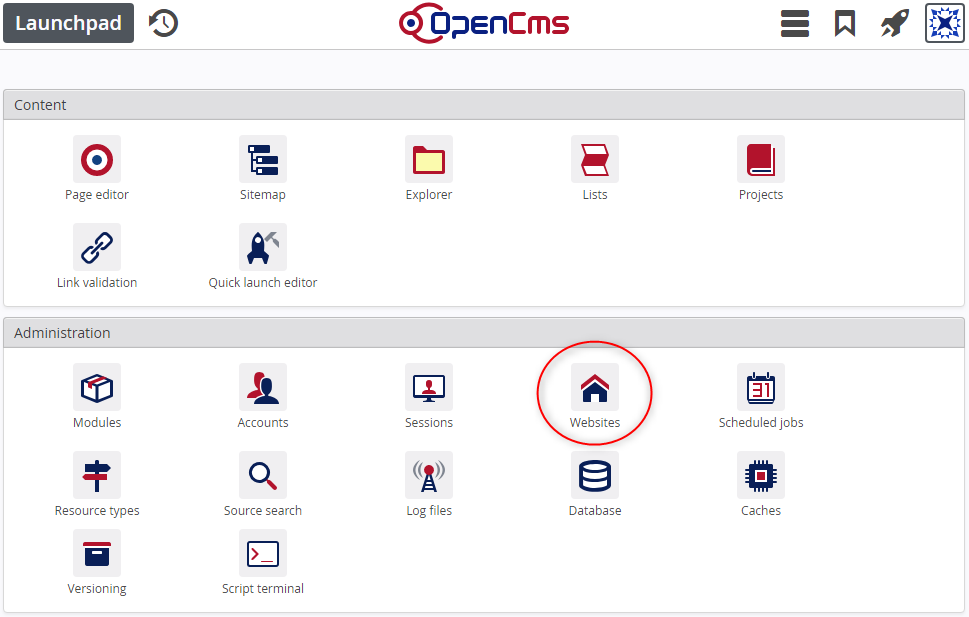 Launchpad
OpenCms
Content
Page editor
Sitemap
Explorer
Lists
Projects
Link validation
Quick launch editor
Administration
Modules
Accounts
Sessions
Websites
31
Scheduled jobs
Resource types
Source search
Log files
Database
Caches
Versioning
Script terminal